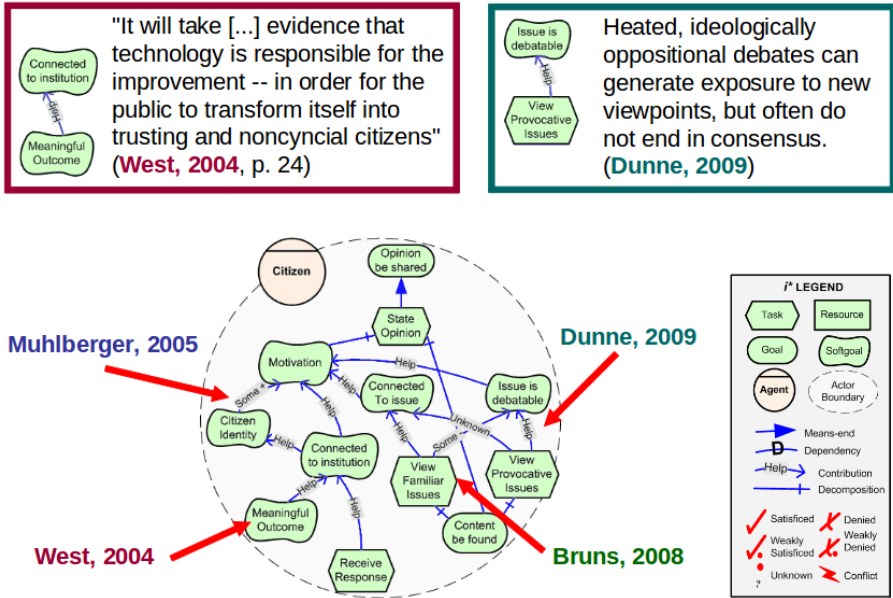 Connected
to institution
Help
Meaningful
Outcome
"It will take [...] evidence that
technology is responsible for the
improvement -- in order for the
public to transform itself into
trusting and noncyncial citizens"
(West, 2004, p. 24)
Issue is
debatable
Help
View
Provocative
Issues
Heated, ideologically
oppositional debates can
generate exposure to new
viewpoints, but often do
not end in consensus.
(Dunne, 2009)
Citizen
Opinion
be shared
State
Opinion
Muhlberger, 2005
Dunne, 2009
Motivation
Help
Connected
To issue
Issue is
debatable
Some +
Help
Help
Unknown
Citizen
Identity
Help
Connected
to institution
Help
Some +
Help
View
Familiar
Issues
View
Provocative
Issues
Help
Meaningful
Outcome
Help
Content
be found
West, 2004
Receive
Response
Bruns, 2008
i* LEGEND
Task
Resource
Goal
Softgoal
Agent
Actor
Boundary
Means-end
D
Dependency
Help
Contribution
Decomposition
Satisficed
Denied
Weakly
Satisficed
Weakly
Denied
?
Unknown
Conflict